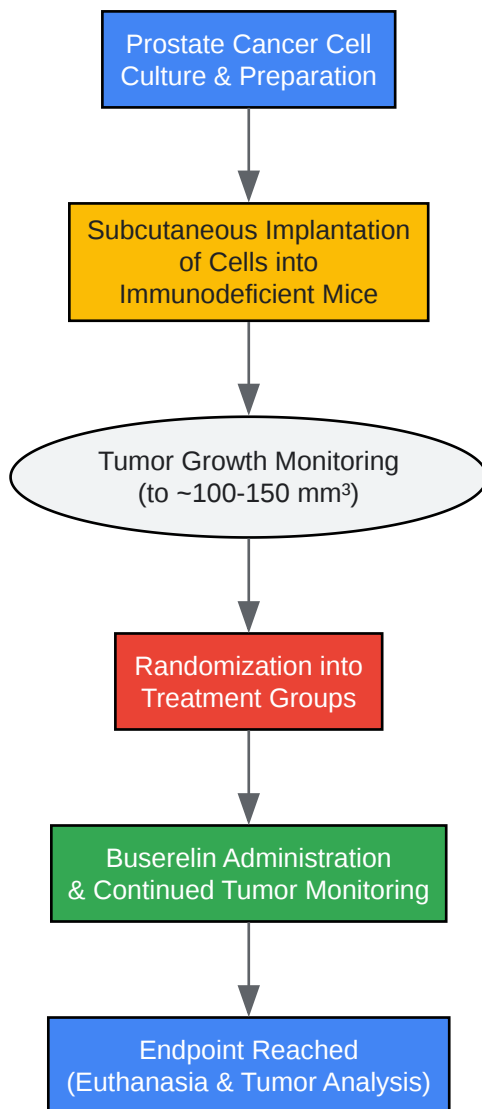 Prostate Cancer Cell
Culture & Preparation
Subcutaneous Implantation
of Cells into
Immunodeficient Mice
Tumor Growth Monitoring
(to ~100-150 mm³)
Randomization into
Treatment Groups
Buserelin Administration
& Continued Tumor Monitoring
Endpoint Reached
(Euthanasia & Tumor Analysis)